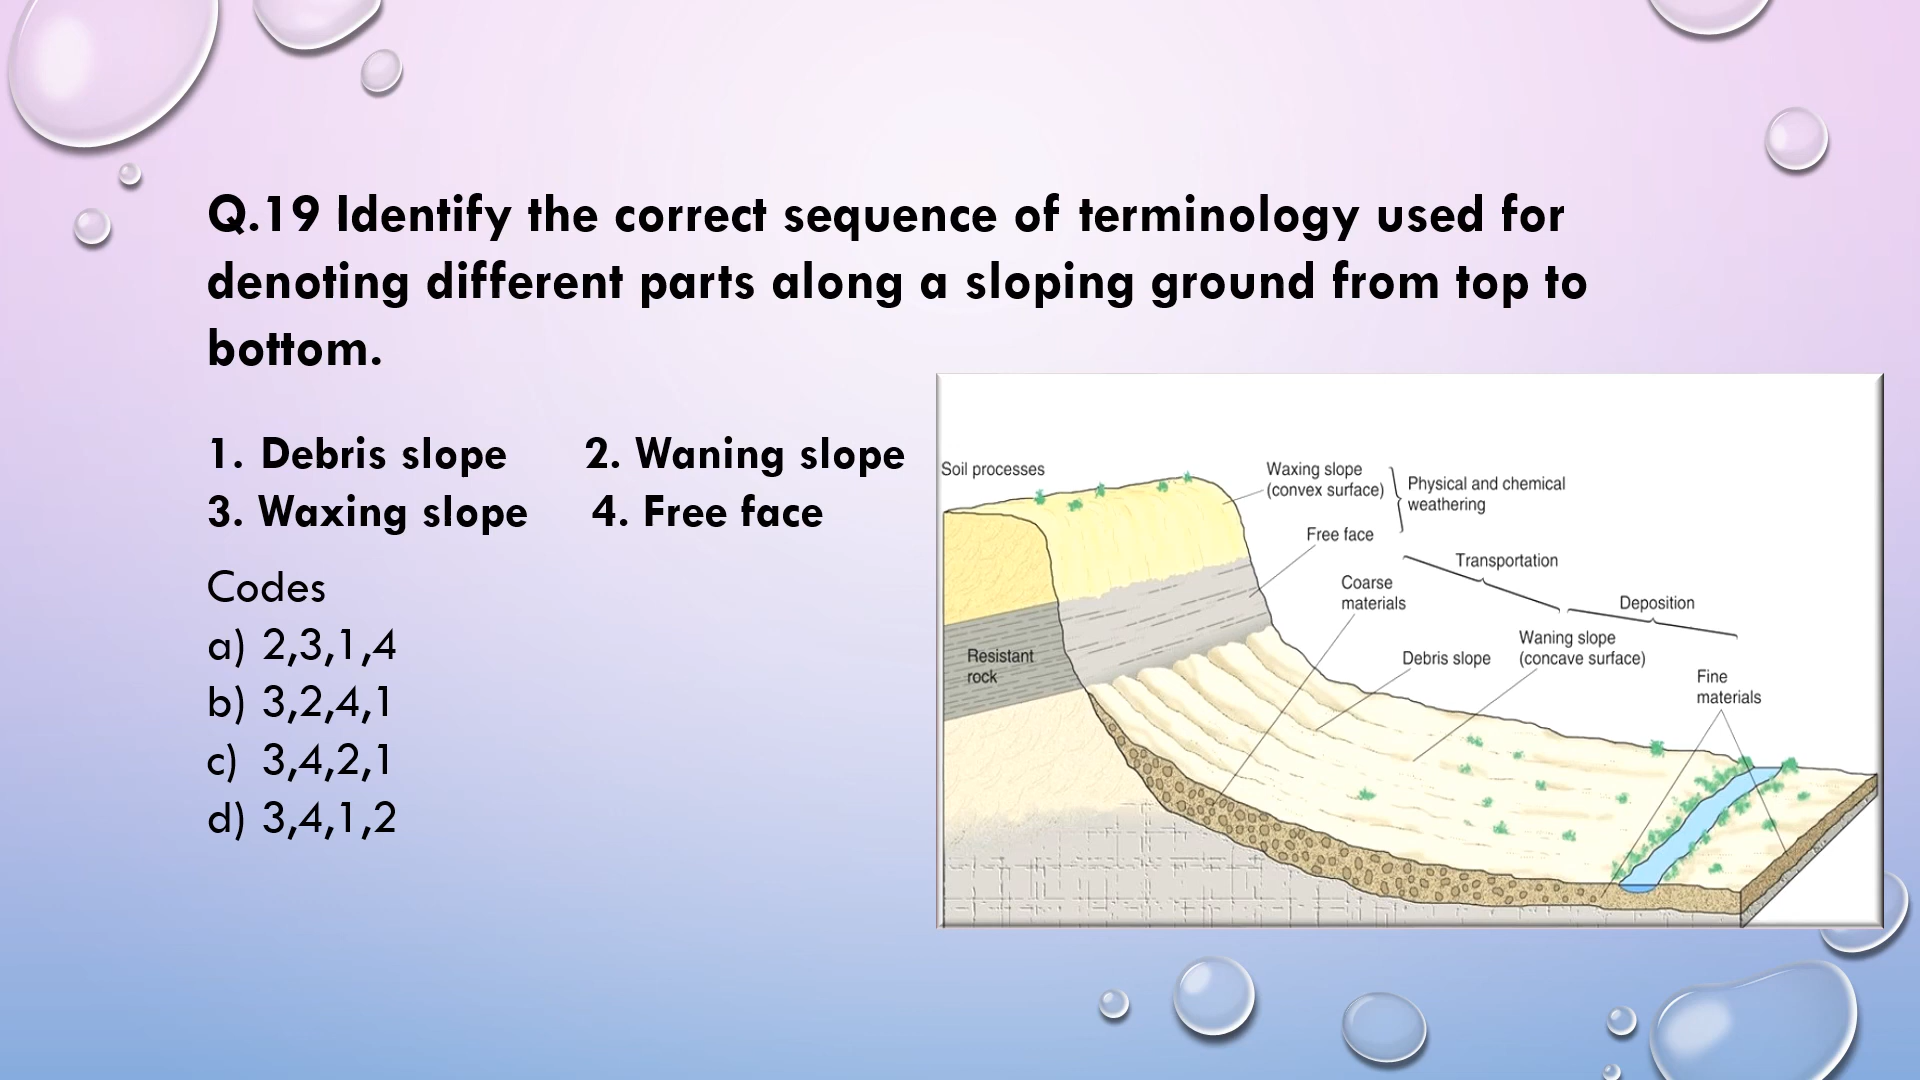 Q.19 Identify the correct sequence of terminology used for
denoting different parts along a sloping ground from top to
bottom.
1. Debris slope 2. Waning slope
3. Waxing slope 4. Free face
Codes
a) 2,3,1,4
b) 3,2,4,1
c) 3,4,2,1
d) 3,4,1,2
Soil processes
Waxing slope
(convex surface)
Physical and chemical
weathering
Free face
Transportation
Coarse
materials
Deposition
Waning slope
(concave surface)
Debris slope
Resistant
rock
Fine
materials